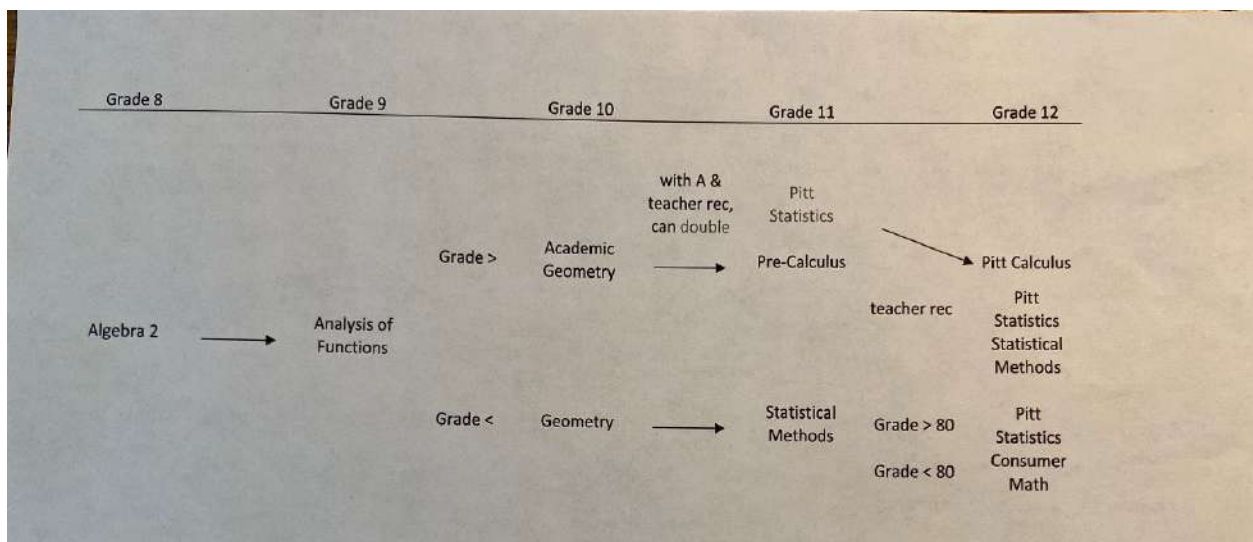 Grade 8 Grade 9 Grade 10 Grade 11 Grade 12
with A &
teacher rec,
can double
Pitt
Statistics
Grade >
Academic
Geometry
Pre-Calculus
Pitt Calculus
Algebra 2
Analysis of
Functions
teacher rec
Pitt
Statistics
Statistical
Methods
Grade <
Geometry
Statistical
Methods
Grade > 80
Pitt
Statistics
Grade < 80
Consumer
Math